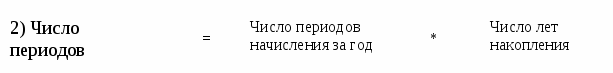 2) Число периодов = Число периодов начисления за год * Число лет накопления